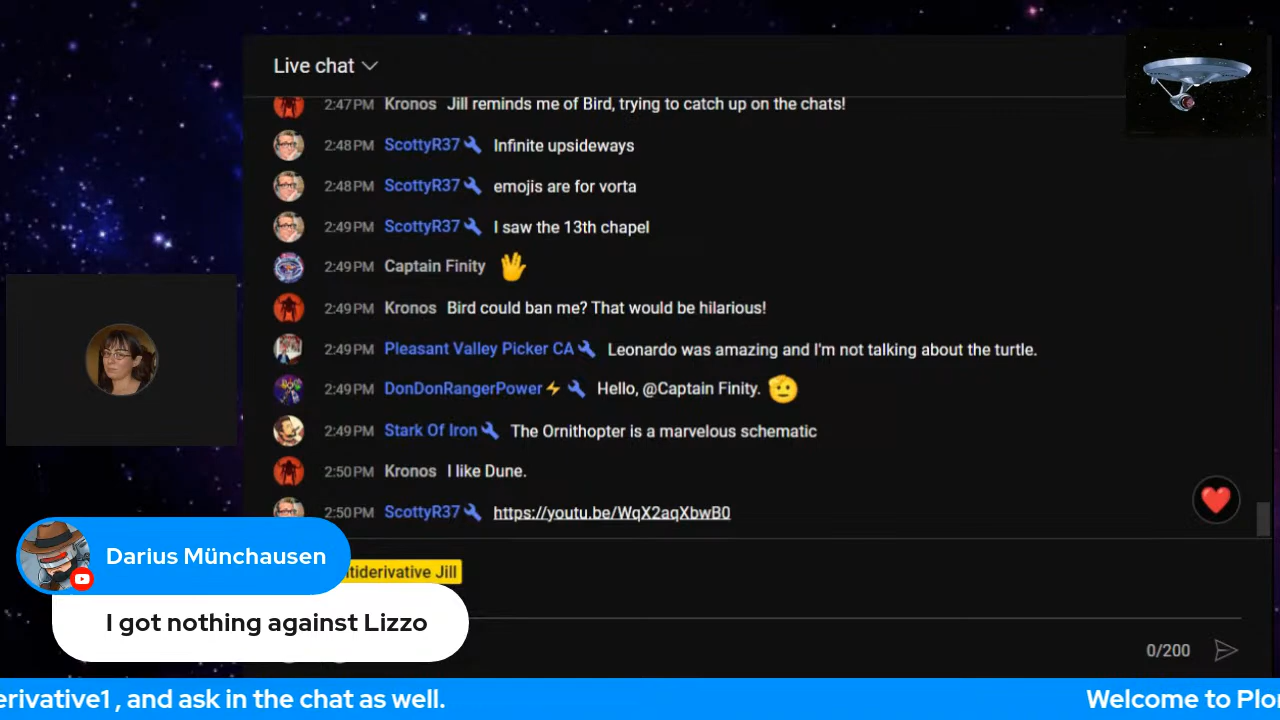 Live chat
2:47 PM Kronos Jill reminds me of Bird, trying to catch up on the chats!
2:48 PM ScottyR37 Infinite upsideways
2:48 PM ScottyR37 emojis are for vorta
2:49 PM ScottyR37 I saw the 13th chapel
2:49 PM Captain Finity 🖖
2:49 PM Kronos Bird could ban me? That would be hilarious!
2:49 PM Pleasant Valley Picker CA Leonardo was amazing and I'm not talking about the turtle.
2:49 PM DonDonRangerPower⚡ Hello, @Captain Finity. 🫡
2:49 PM Stark Of Iron The Ornithopter is a marvelous schematic
2:50 PM Kronos I like Dune.
2:50 PM ScottyR37 https://youtu.be/WqX2aqXbwB0
Darius Münchausen
tiderivative Jill
I got nothing against Lizzo
0/200
erivative1 , and ask in the chat as well. Welcome to Plo